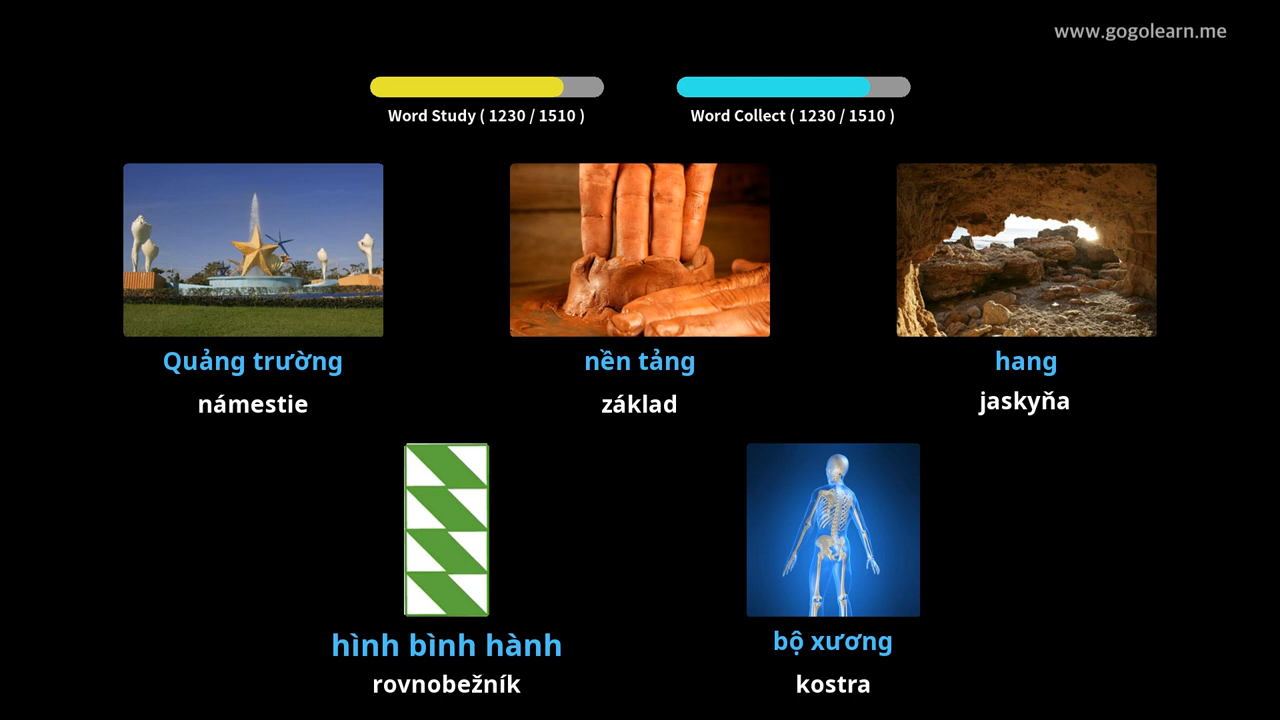 www.gogolearn.me
Word Study ( 1230 / 1510 )
Word Collect ( 1230 / 1510 )
Quảng trường
námestie
nền tảng
základ
hang
jaskyňa
hình bình hành
rovnobežník
bộ xương
kostra